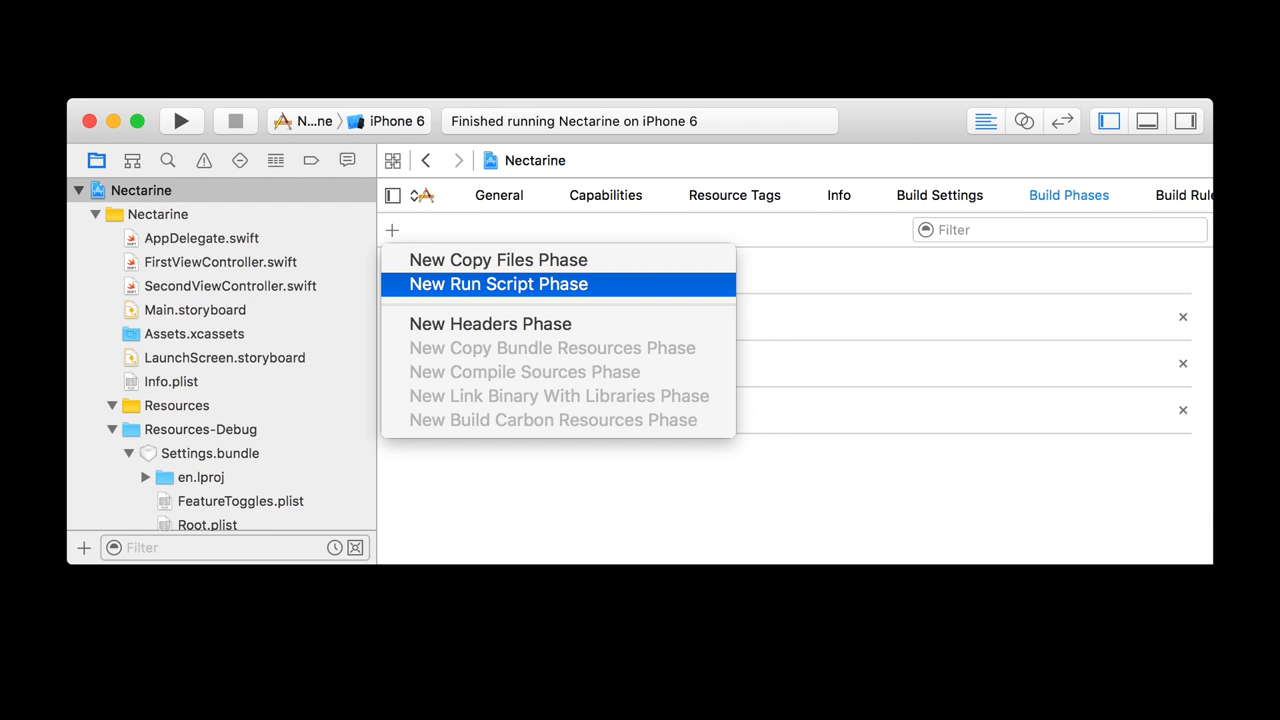 N...ne
iPhone 6
Finished running Nectarine on iPhone 6
Nectarine
General
Capabilities
Resource Tags
Info
Build Settings
Build Phases
Build Rule
Filter
New Copy Files Phase
New Run Script Phase
New Headers Phase
New Copy Bundle Resources Phase
New Compile Sources Phase
New Link Binary With Libraries Phase
New Build Carbon Resources Phase
Nectarine
Nectarine
AppDelegate.swift
FirstViewController.swift
SecondViewController.swift
Main.storyboard
Assets.xcassets
LaunchScreen.storyboard
Info.plist
Resources
Resources-Debug
Settings.bundle
en.lproj
FeatureToggles.plist
Root.plist
Filter